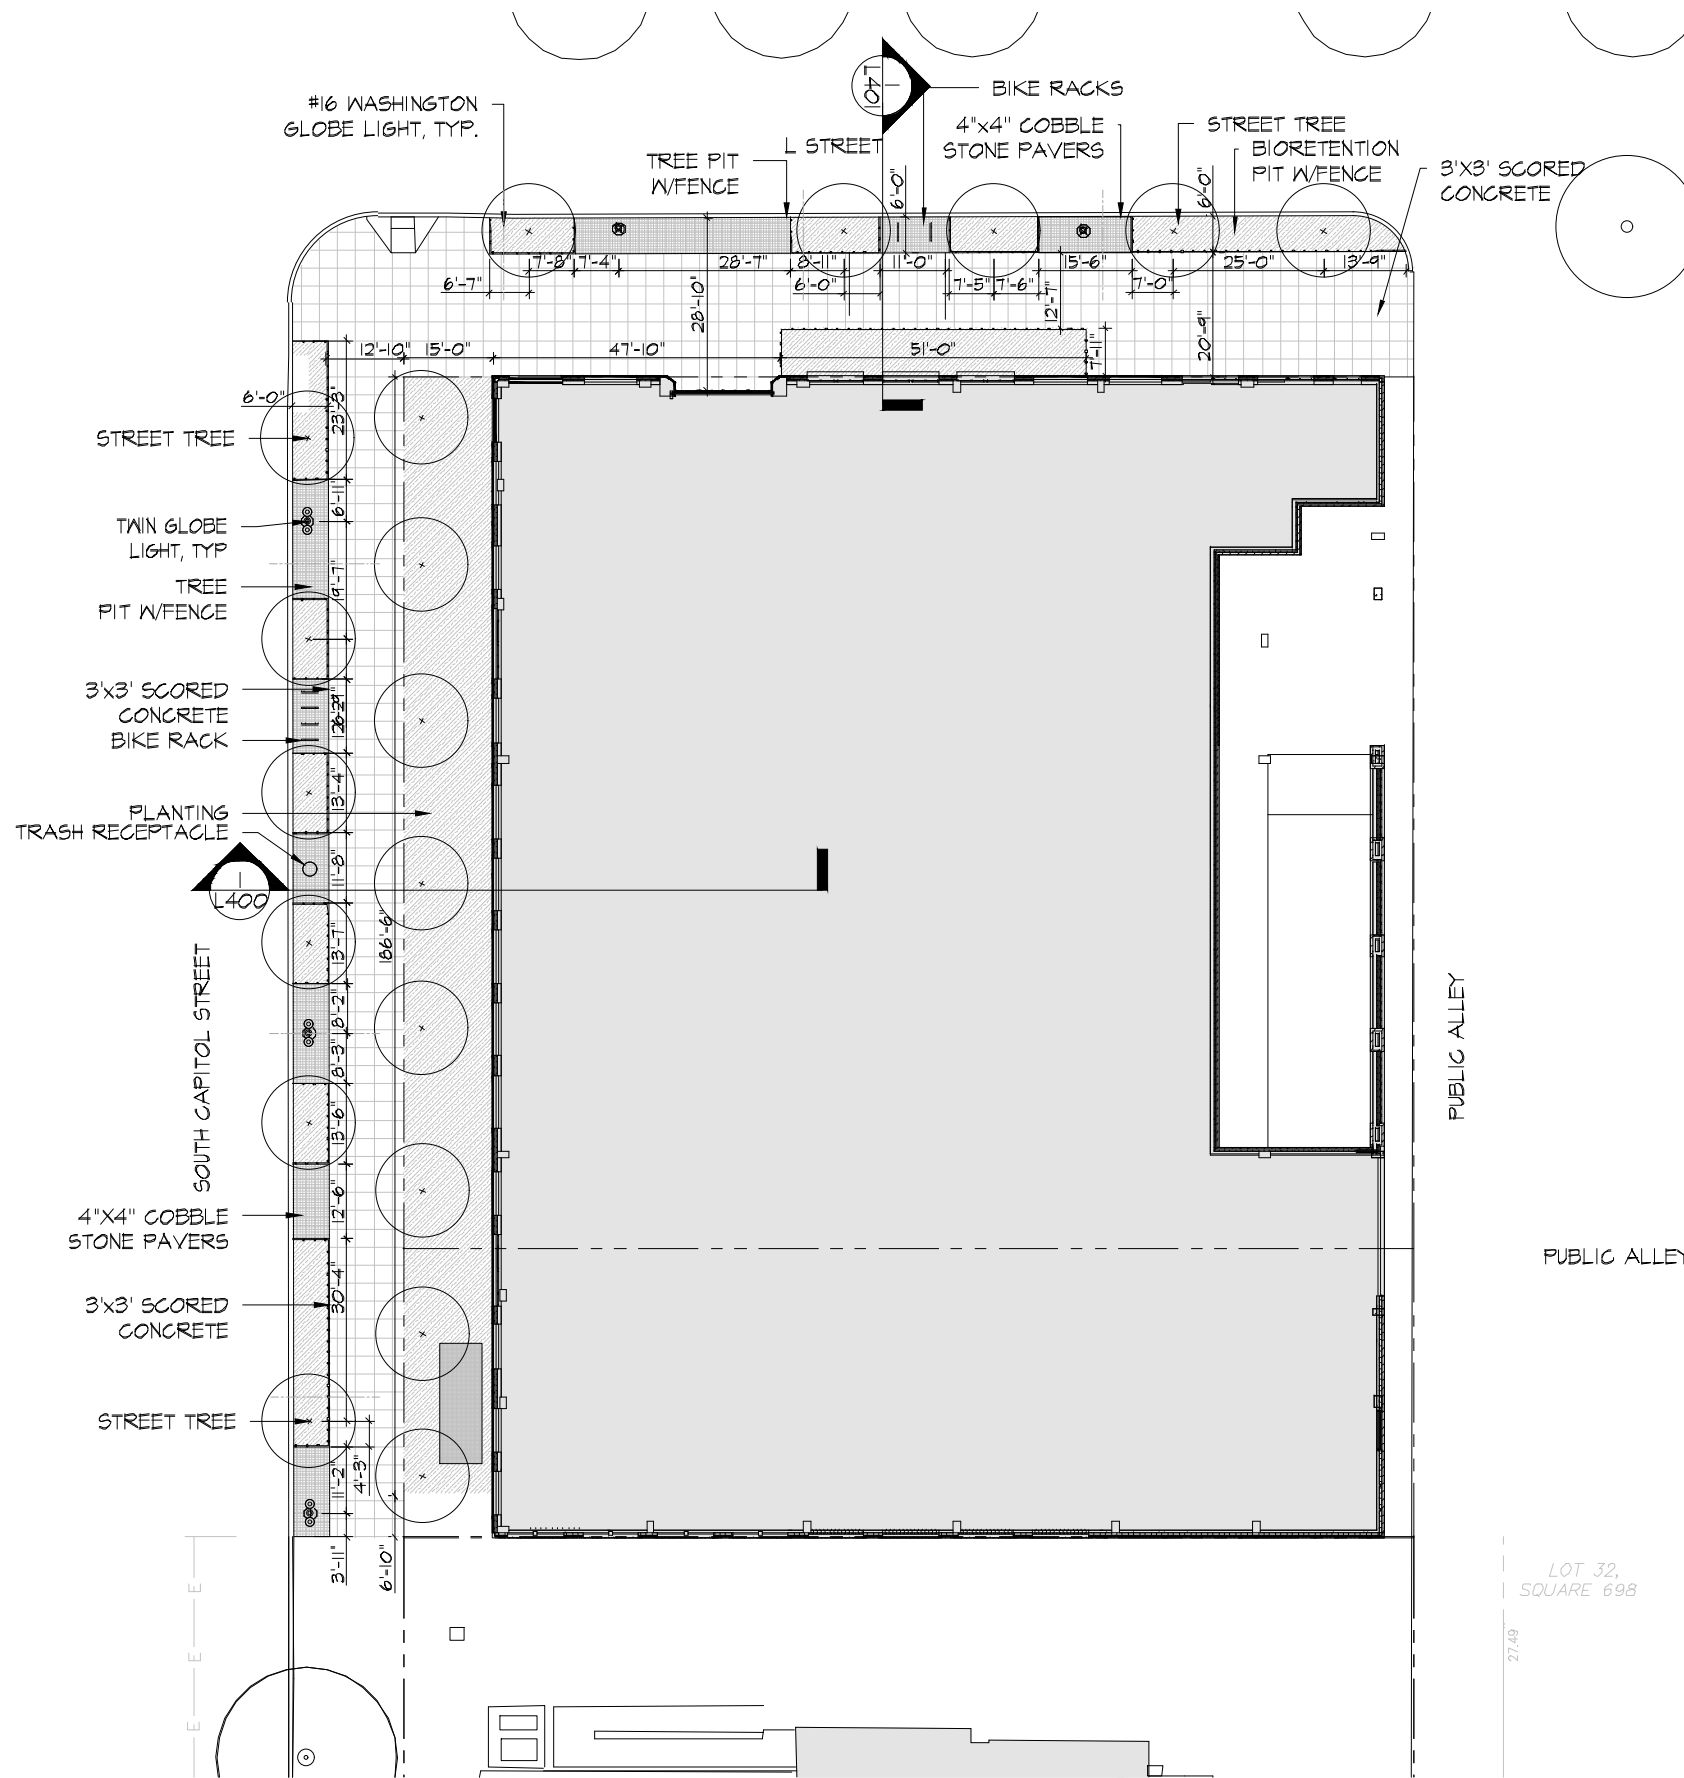 #16 WASHINGTON
GLOBE LIGHT, TYP.
L401
1
BIKE RACKS
4"x4" COBBLE
STONE PAVERS
STREET TREE
BIORETENTION
PIT W/FENCE
3'X3' SCORED
CONCRETE
L STREET
TREE PIT
W/FENCE
6'-0"
6'-0"
7'-8"
7'-4"
28'-7"
8'-11"
11'-0"
15'-6"
25'-0"
13'-9"
6'-7"
6'-0"
7'-5"
7'-6"
7'-0"
28'-10"
12'-7"
20'-9"
12'-10"
15'-0"
47'-10"
51'-0"
7'-11"
6'-0"
23'-3"
STREET TREE
6'-11"
TWIN GLOBE
LIGHT, TYP
TREE
PIT W/FENCE
19'-7"
3'x3' SCORED
CONCRETE
BIKE RACK
13'-4"
PLANTING
TRASH RECEPTACLE
11'-8"
1
L400
186'-6"
13'-7"
SOUTH CAPITOL STREET
8'-2"
8'-3"
PUBLIC ALLEY
13'-6"
12'-6"
4"X4" COBBLE
STONE PAVERS
PUBLIC ALLEY
3'x3' SCORED
CONCRETE
30'-4"
STREET TREE
11'-2"
4'-3"
3'-11"
6'-10"
LOT 32,
SQUARE 698
27.49
E
E
E